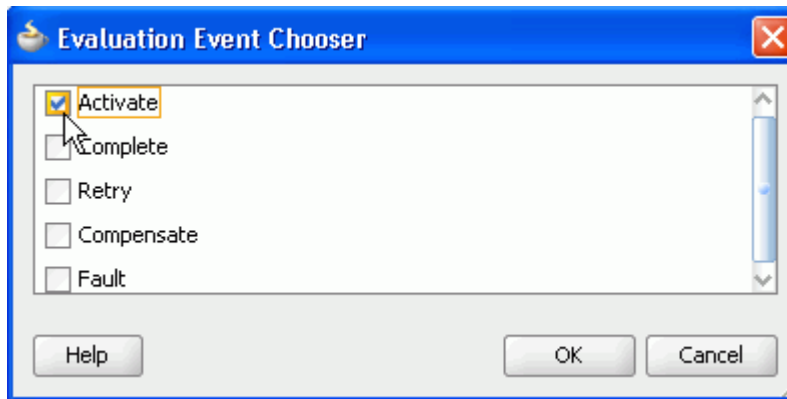 Evaluation Event Chooser
Activate
Complete
Retry
Compensate
Fault
Help OK Cancel